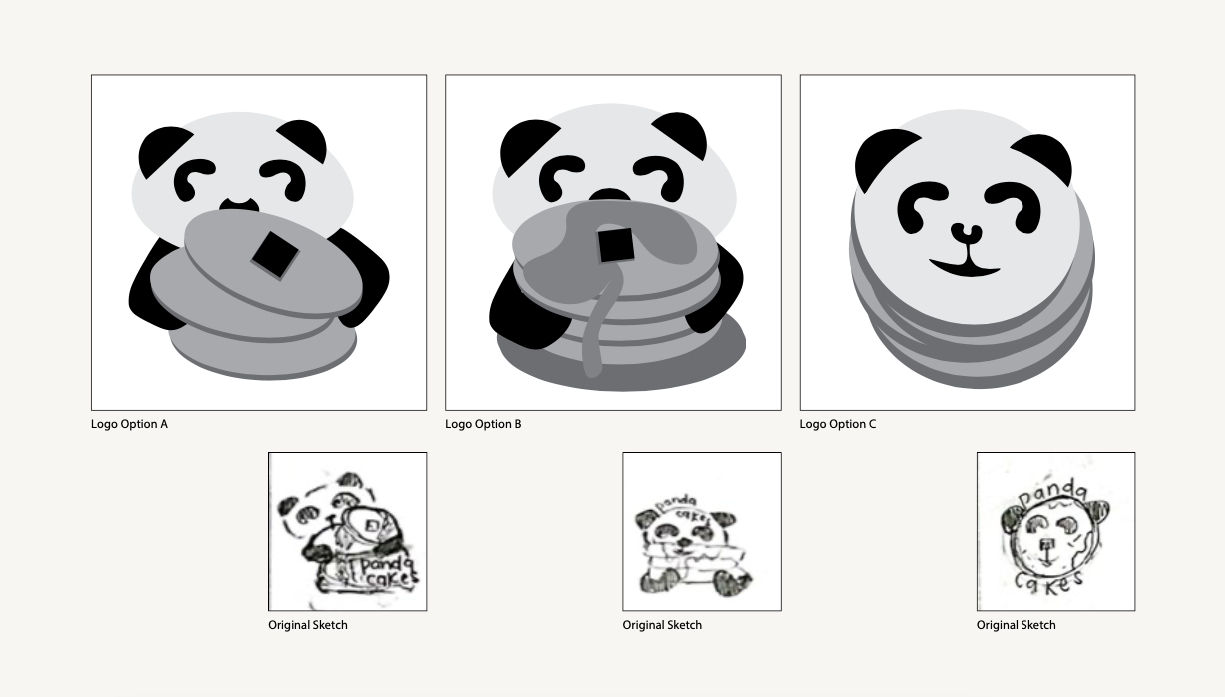 Logo Option A
Logo Option B
Logo Option C
panda
cakes
Original Sketch
panda
cakes
Original Sketch
panda
cakes
Original Sketch